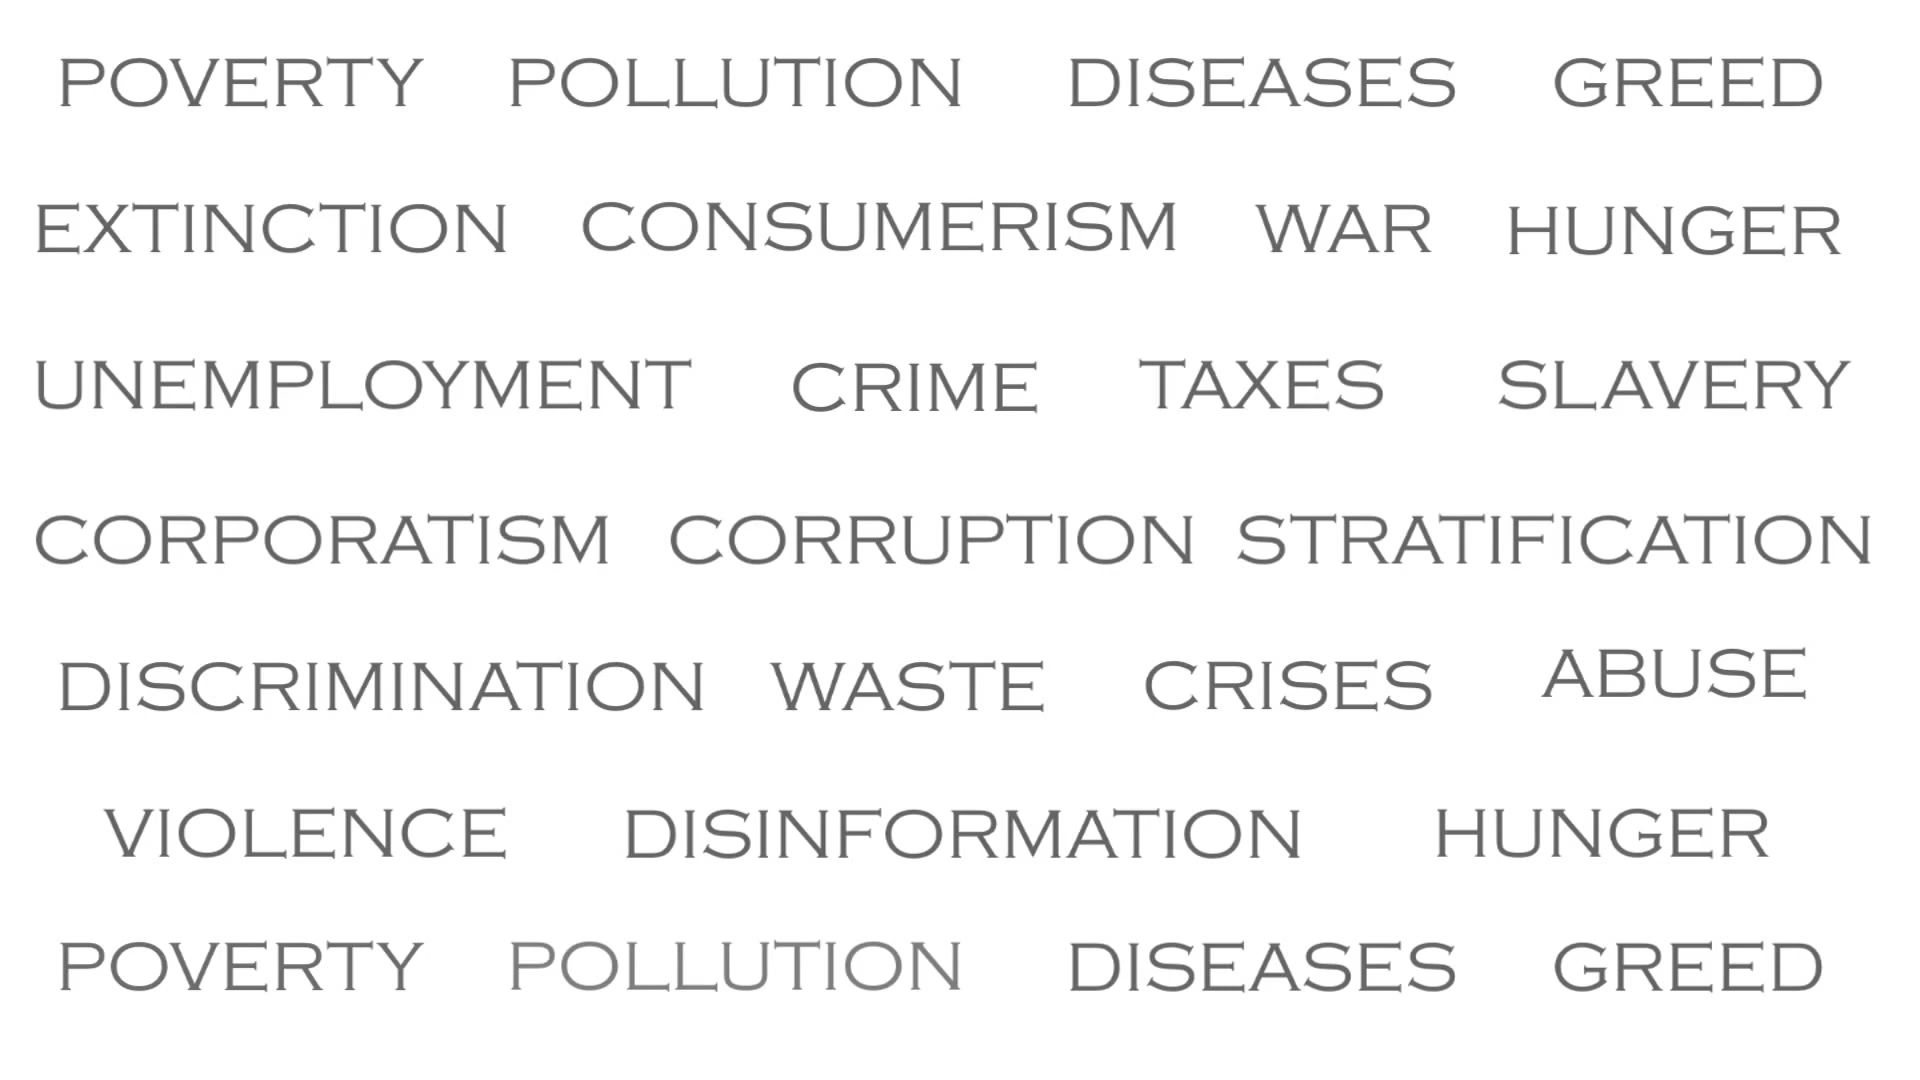 POVERTY POLLUTION DISEASES GREED
EXTINCTION CONSUMERISM WAR HUNGER
UNEMPLOYMENT CRIME TAXES SLAVERY
CORPORATISM CORRUPTION STRATIFICATION
DISCRIMINATION WASTE CRISES ABUSE
VIOLENCE DISINFORMATION HUNGER
POVERTY POLLUTION DISEASES GREED